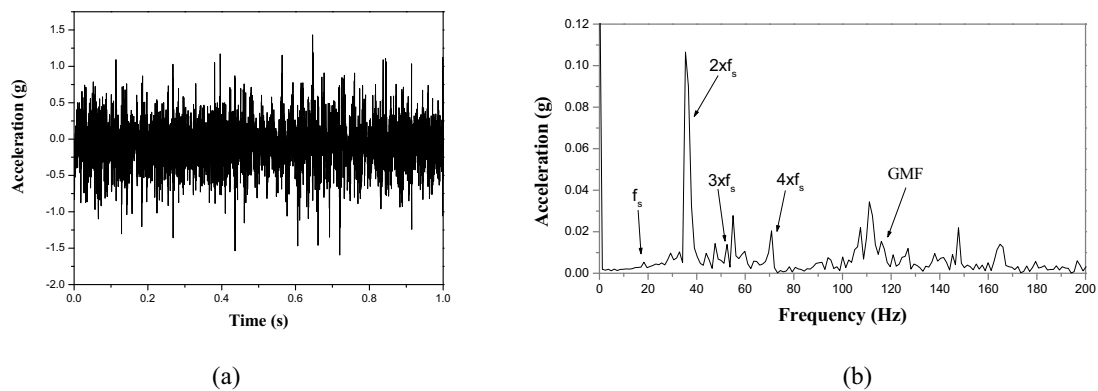 (a)
1.5
1.0
0.5
0.0
-0.5
-1.0
-1.5
-2.0
Acceleration (g)
0.0 0.2 0.4 0.6 0.8 1.0
Time (s)
(a)
(b)
0.12
0.10
0.08
0.06
0.04
0.02
0.00
Acceleration (g)
2xfs
fs
3xfs
4xfs
GMF
0 20 40 60 80 100 120 140 160 180 200
Frequency (Hz)
(b)